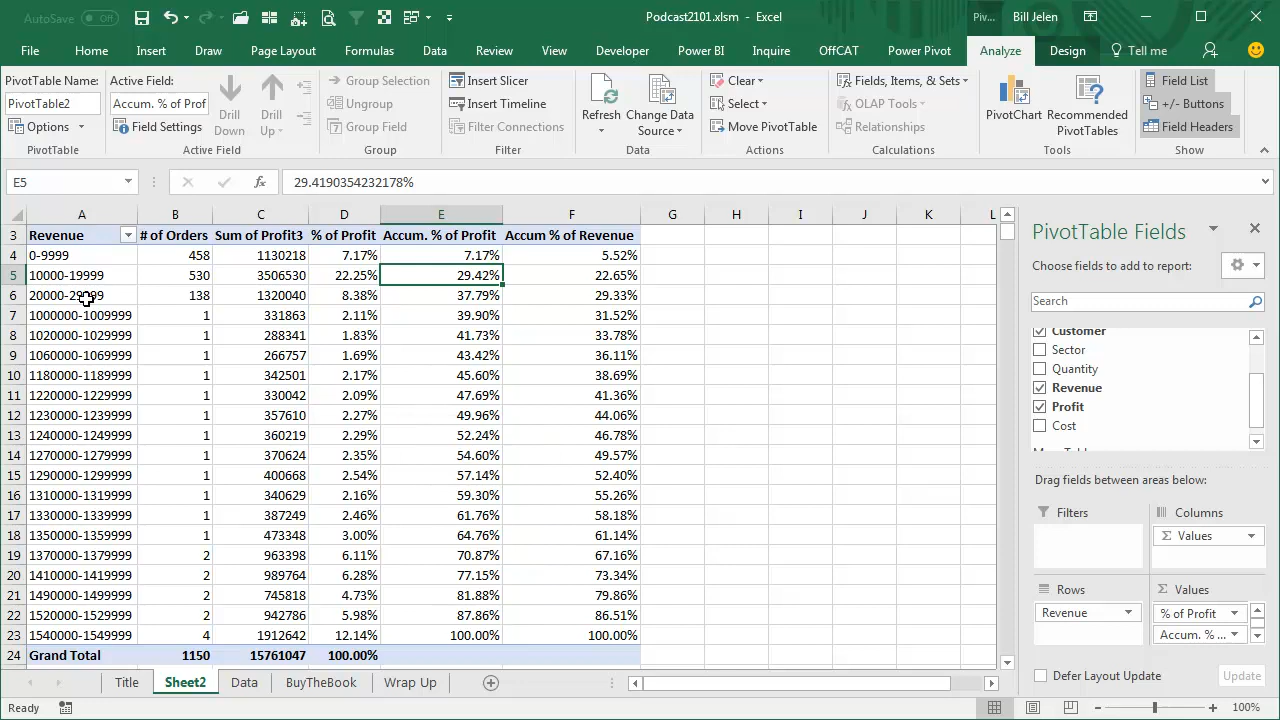 AutoSave Off
Podcast2101.xlsm - Excel
Piv...
Bill Jelen
File Home Insert Draw Page Layout Formulas Data Review View Developer Power BI Inquire OffCAT Power Pivot Analyze Design Tell me
PivotTable Name:
PivotTable2
Options
PivotTable
Active Field:
Accum. % of Prof
Field Settings
Drill Down
Drill Up
Active Field
Group Selection
Ungroup
Group Field
Group
Insert Slicer
Insert Timeline
Filter Connections
Filter
Refresh
Change Data Source
Data
Clear
Select
Move PivotTable
Actions
Fields, Items, & Sets
OLAP Tools
Relationships
Calculations
PivotChart
Recommended PivotTables
Tools
Field List
+/- Buttons
Field Headers
Show
E5 fx 29.4190354232178%
A B C D E F G H I J K L
3 Revenue # of Orders Sum of Profit3 % of Profit Accum. % of Profit Accum % of Revenue
4 0-9999 458 1130218 7.17% 7.17% 5.52%
5 10000-19999 530 3506530 22.25% 29.42% 22.65%
6 20000-29999 138 1320040 8.38% 37.79% 29.33%
7 1000000-1009999 1 331863 2.11% 39.90% 31.52%
8 1020000-1029999 1 288341 1.83% 41.73% 33.78%
9 1060000-1069999 1 266757 1.69% 43.42% 36.11%
10 1180000-1189999 1 342501 2.17% 45.60% 38.69%
11 1220000-1229999 1 330042 2.09% 47.69% 41.36%
12 1230000-1239999 1 357610 2.27% 49.96% 44.06%
13 1240000-1249999 1 360219 2.29% 52.24% 46.78%
14 1270000-1279999 1 370624 2.35% 54.60% 49.57%
15 1290000-1299999 1 400668 2.54% 57.14% 52.40%
16 1310000-1319999 1 340629 2.16% 59.30% 55.26%
17 1330000-1339999 1 387249 2.46% 61.76% 58.18%
18 1350000-1359999 1 473348 3.00% 64.76% 61.14%
19 1370000-1379999 2 963398 6.11% 70.87% 67.16%
20 1410000-1419999 2 989764 6.28% 77.15% 73.34%
21 1490000-1499999 2 745818 4.73% 81.88% 79.86%
22 1520000-1529999 2 942786 5.98% 87.86% 86.51%
23 1540000-1549999 4 1912642 12.14% 100.00% 100.00%
24 Grand Total 1150 15761047 100.00%
PivotTable Fields
Choose fields to add to report:
Search
Customer
Sector
Quantity
Revenue
Profit
Cost
Drag fields between areas below:
Filters
Columns
Σ Values
Rows
Revenue
Σ Values
% of Profit
Accum. % ...
Defer Layout Update
Update
Title Sheet2 Data BuyTheBook Wrap Up
Ready
100%